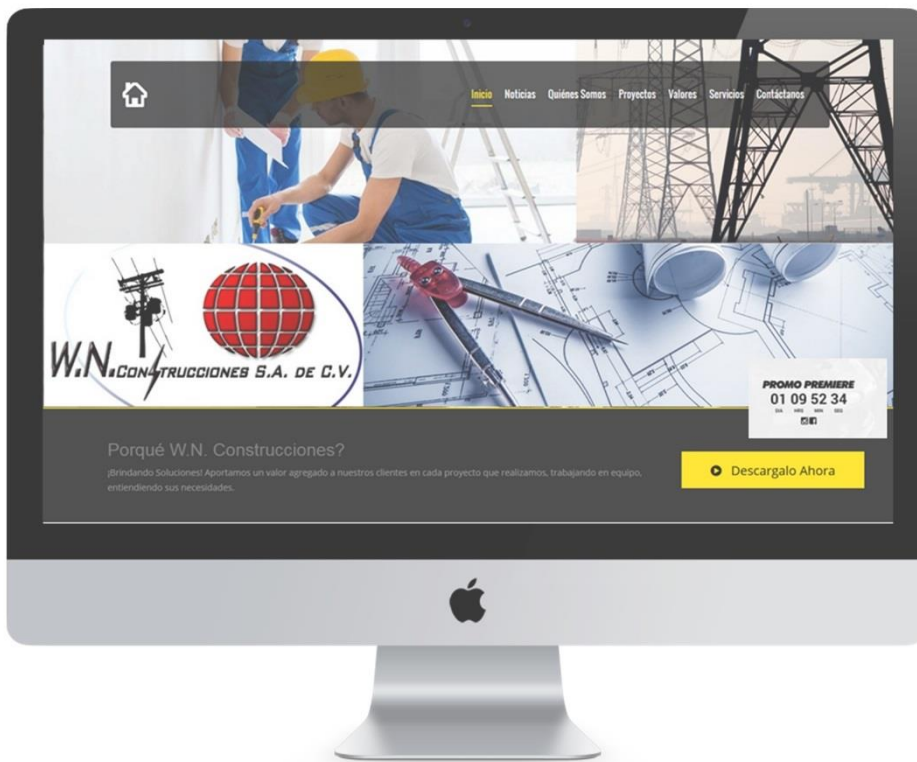 Inicio Noticias Quiénes Somos Proyectos Valores Servicios Contáctanos
W.N. CONSTRUCCIONES S.A. DE C.V.
PROMO PREMIERE
01 09 52 34
DIA HRS MIN SEG
Porqué W.N. Construcciones?
¡Brindando Soluciones! Aportamos un valor agregado a nuestros clientes en cada proyecto que realizamos, trabajando en equipo,
entiendiendo sus necesidades.
Descargalo Ahora